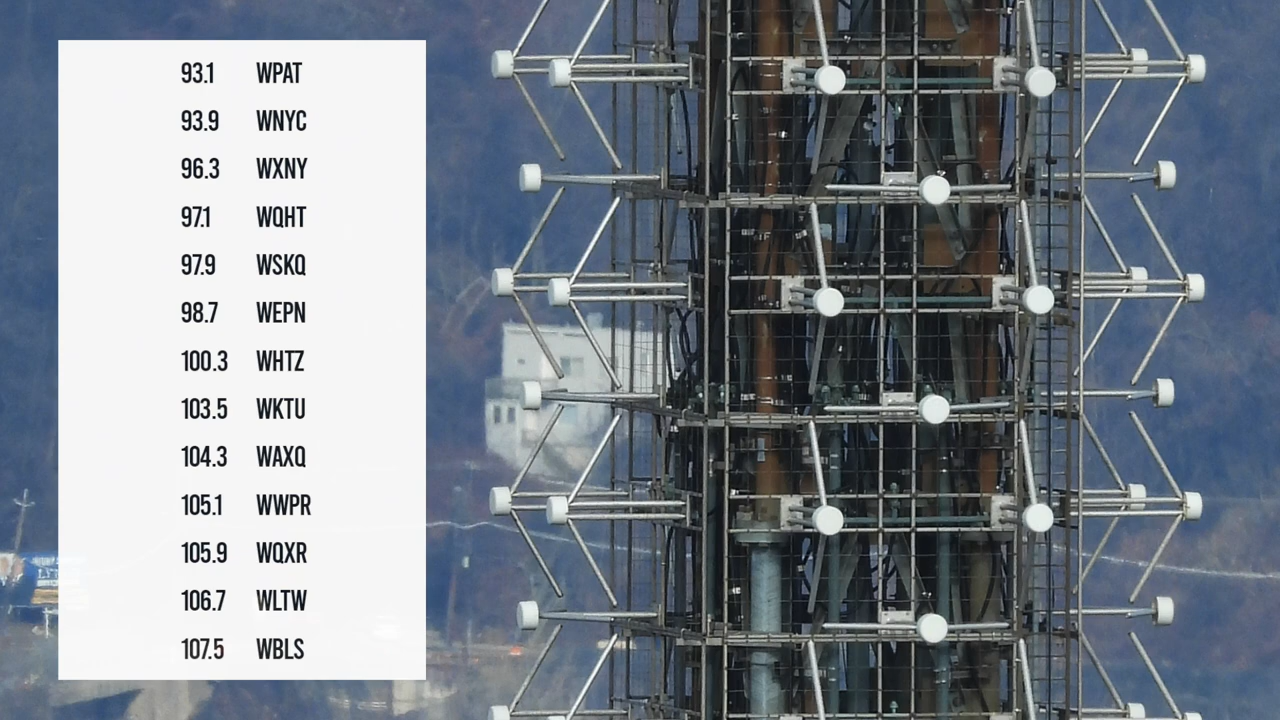 93.1 WPAT
93.9 WNYC
96.3 WXNY
97.1 WQHT
97.9 WSKQ
98.7 WEPN
100.3 WHTZ
103.5 WKTU
104.3 WAXQ
105.1 WWPR
105.9 WQXR
106.7 WLTW
107.5 WBLS